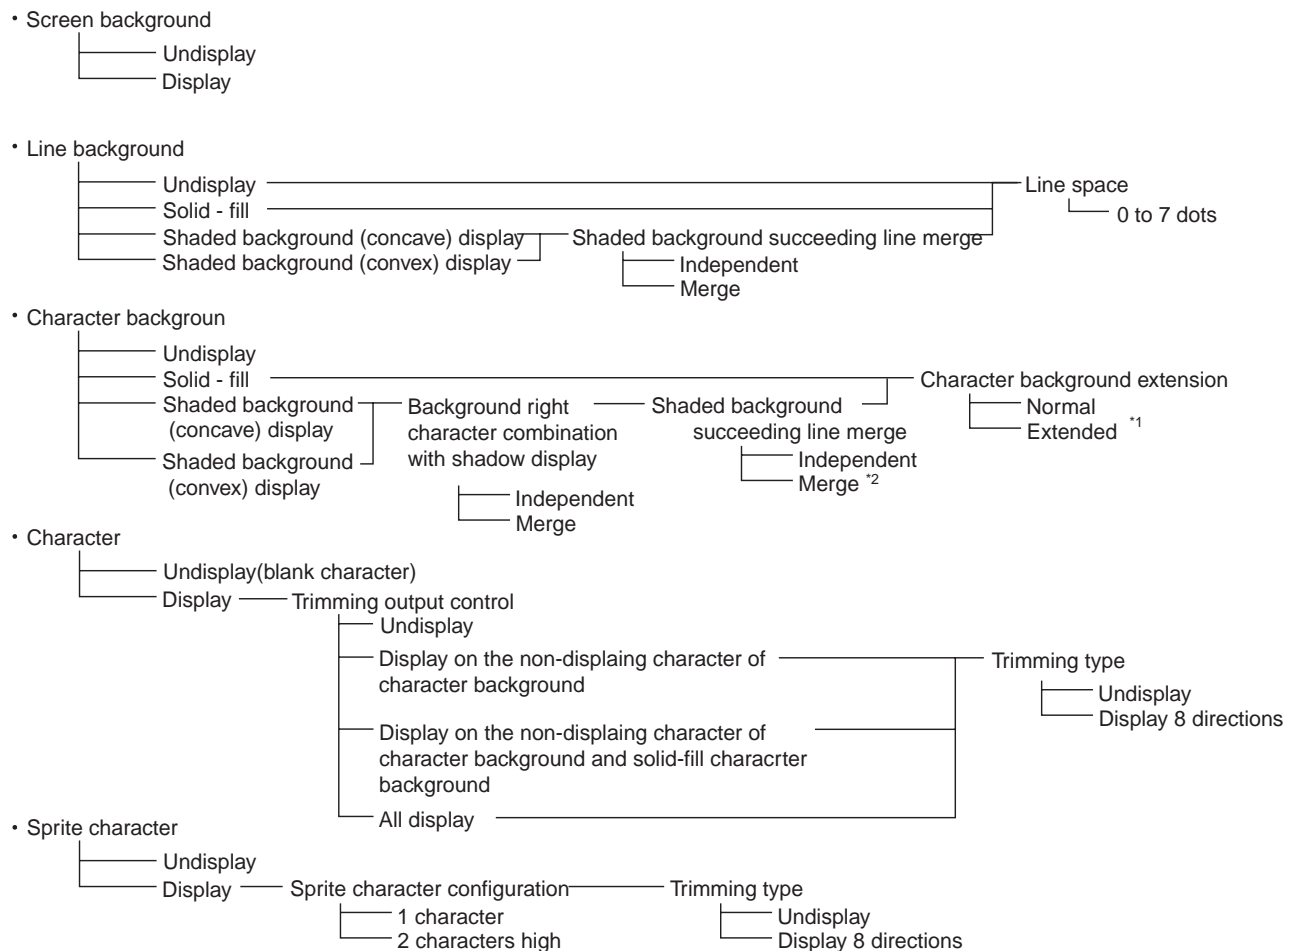 · Screen background
Undisplay
Display
· Line background
Undisplay
Line space
Solid - fill
0 to 7 dots
Shaded background (concave) display
Shaded background succeeding line merge
Shaded background (convex) display
Independent
Merge
· Character backgroun
Undisplay
Solid - fill
Character background extension
Shaded background
(concave) display
Background right
character combination
with shadow display
Shaded background
succeeding line merge
Normal
Extended *1
Shaded background
(convex) display
Independent
Merge *2
Independent
Merge
· Character
Undisplay(blank character)
Display
Trimming output control
Undisplay
Display on the non-displaing character of
character background
Trimming type
Undisplay
Display 8 directions
Display on the non-displaing character of
character background and solid-fill characrter
background
All display
· Sprite character
Undisplay
Display
Sprite character configuration
Trimming type
1 character
2 characters high
Undisplay
Display 8 directions